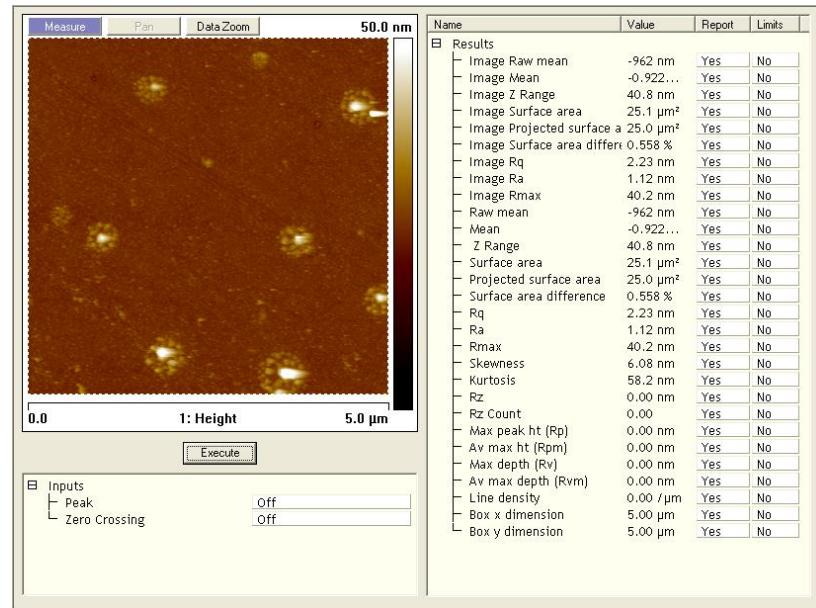 Measure Pan Data Zoom 50.0 nm
0.0 1: Height 5.0 µm
Execute
Inputs
Peak Off
Zero Crossing Off
Name Value Report Limits
Results
Image Raw mean -962 nm Yes No
Image Mean -0.922... Yes No
Image Z Range 40.8 nm Yes No
Image Surface area 25.1 µm² Yes No
Image Projected surface a 25.0 µm² Yes No
Image Surface area differe 0.558 % Yes No
Image Rq 2.23 nm Yes No
Image Ra 1.12 nm Yes No
Image Rmax 40.2 nm Yes No
Raw mean -962 nm Yes No
Mean -0.922... Yes No
Z Range 40.8 nm Yes No
Surface area 25.1 µm² Yes No
Projected surface area 25.0 µm² Yes No
Surface area difference 0.558 % Yes No
Rq 2.23 nm Yes No
Ra 1.12 nm Yes No
Rmax 40.2 nm Yes No
Skewness 6.08 nm Yes No
Kurtosis 58.2 nm Yes No
Rz 0.00 nm Yes No
Rz Count 0.00 Yes No
Max peak ht (Rp) 0.00 nm Yes No
Av max ht (Rpm) 0.00 nm Yes No
Max depth (Rv) 0.00 nm Yes No
Av max depth (Rvm) 0.00 nm Yes No
Line density 0.00 /µm Yes No
Box x dimension 5.00 µm Yes No
Box y dimension 5.00 µm Yes No